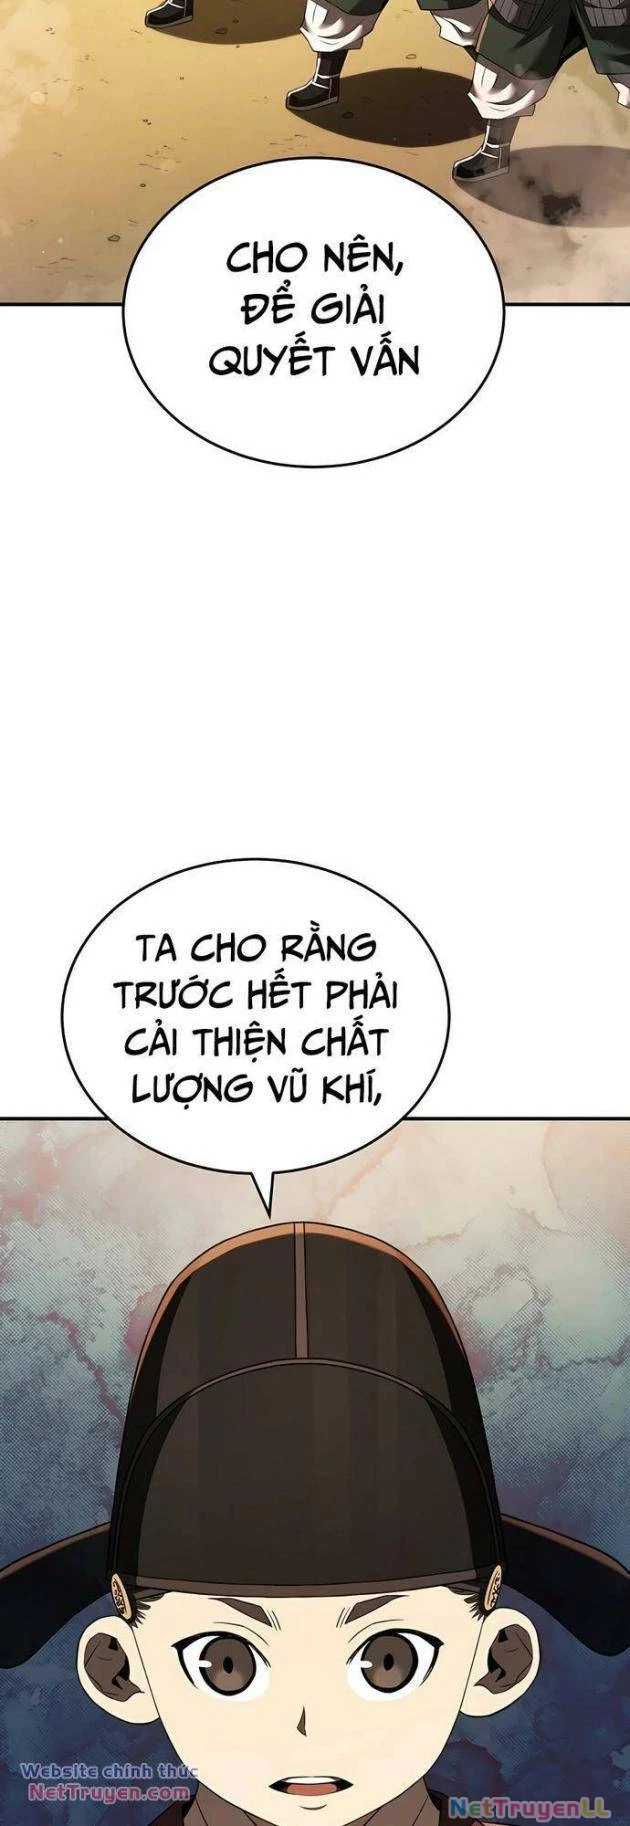 CHO NÊN,
ĐỂ GIẢI
QUYẾT VẤN
TA CHO RẰNG
TRƯỚC HẾT PHẢI
CẢI THIỆN CHẤT
LƯỢNG VŨ KHÍ,
Website chính thức
NetTruyen.com
NetTruyenLL